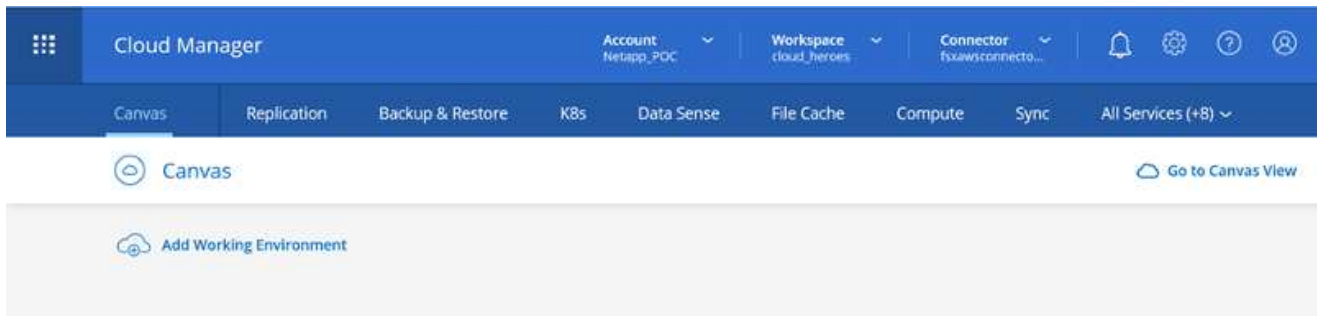 Cloud Manager
Account
Netapp_POC
Workspace
cloud_heroes
Connector
fsxawsconnecto...
Canvas Replication Backup & Restore K8s Data Sense File Cache Compute Sync All Services (+8)
Canvas
Go to Canvas View
Add Working Environment